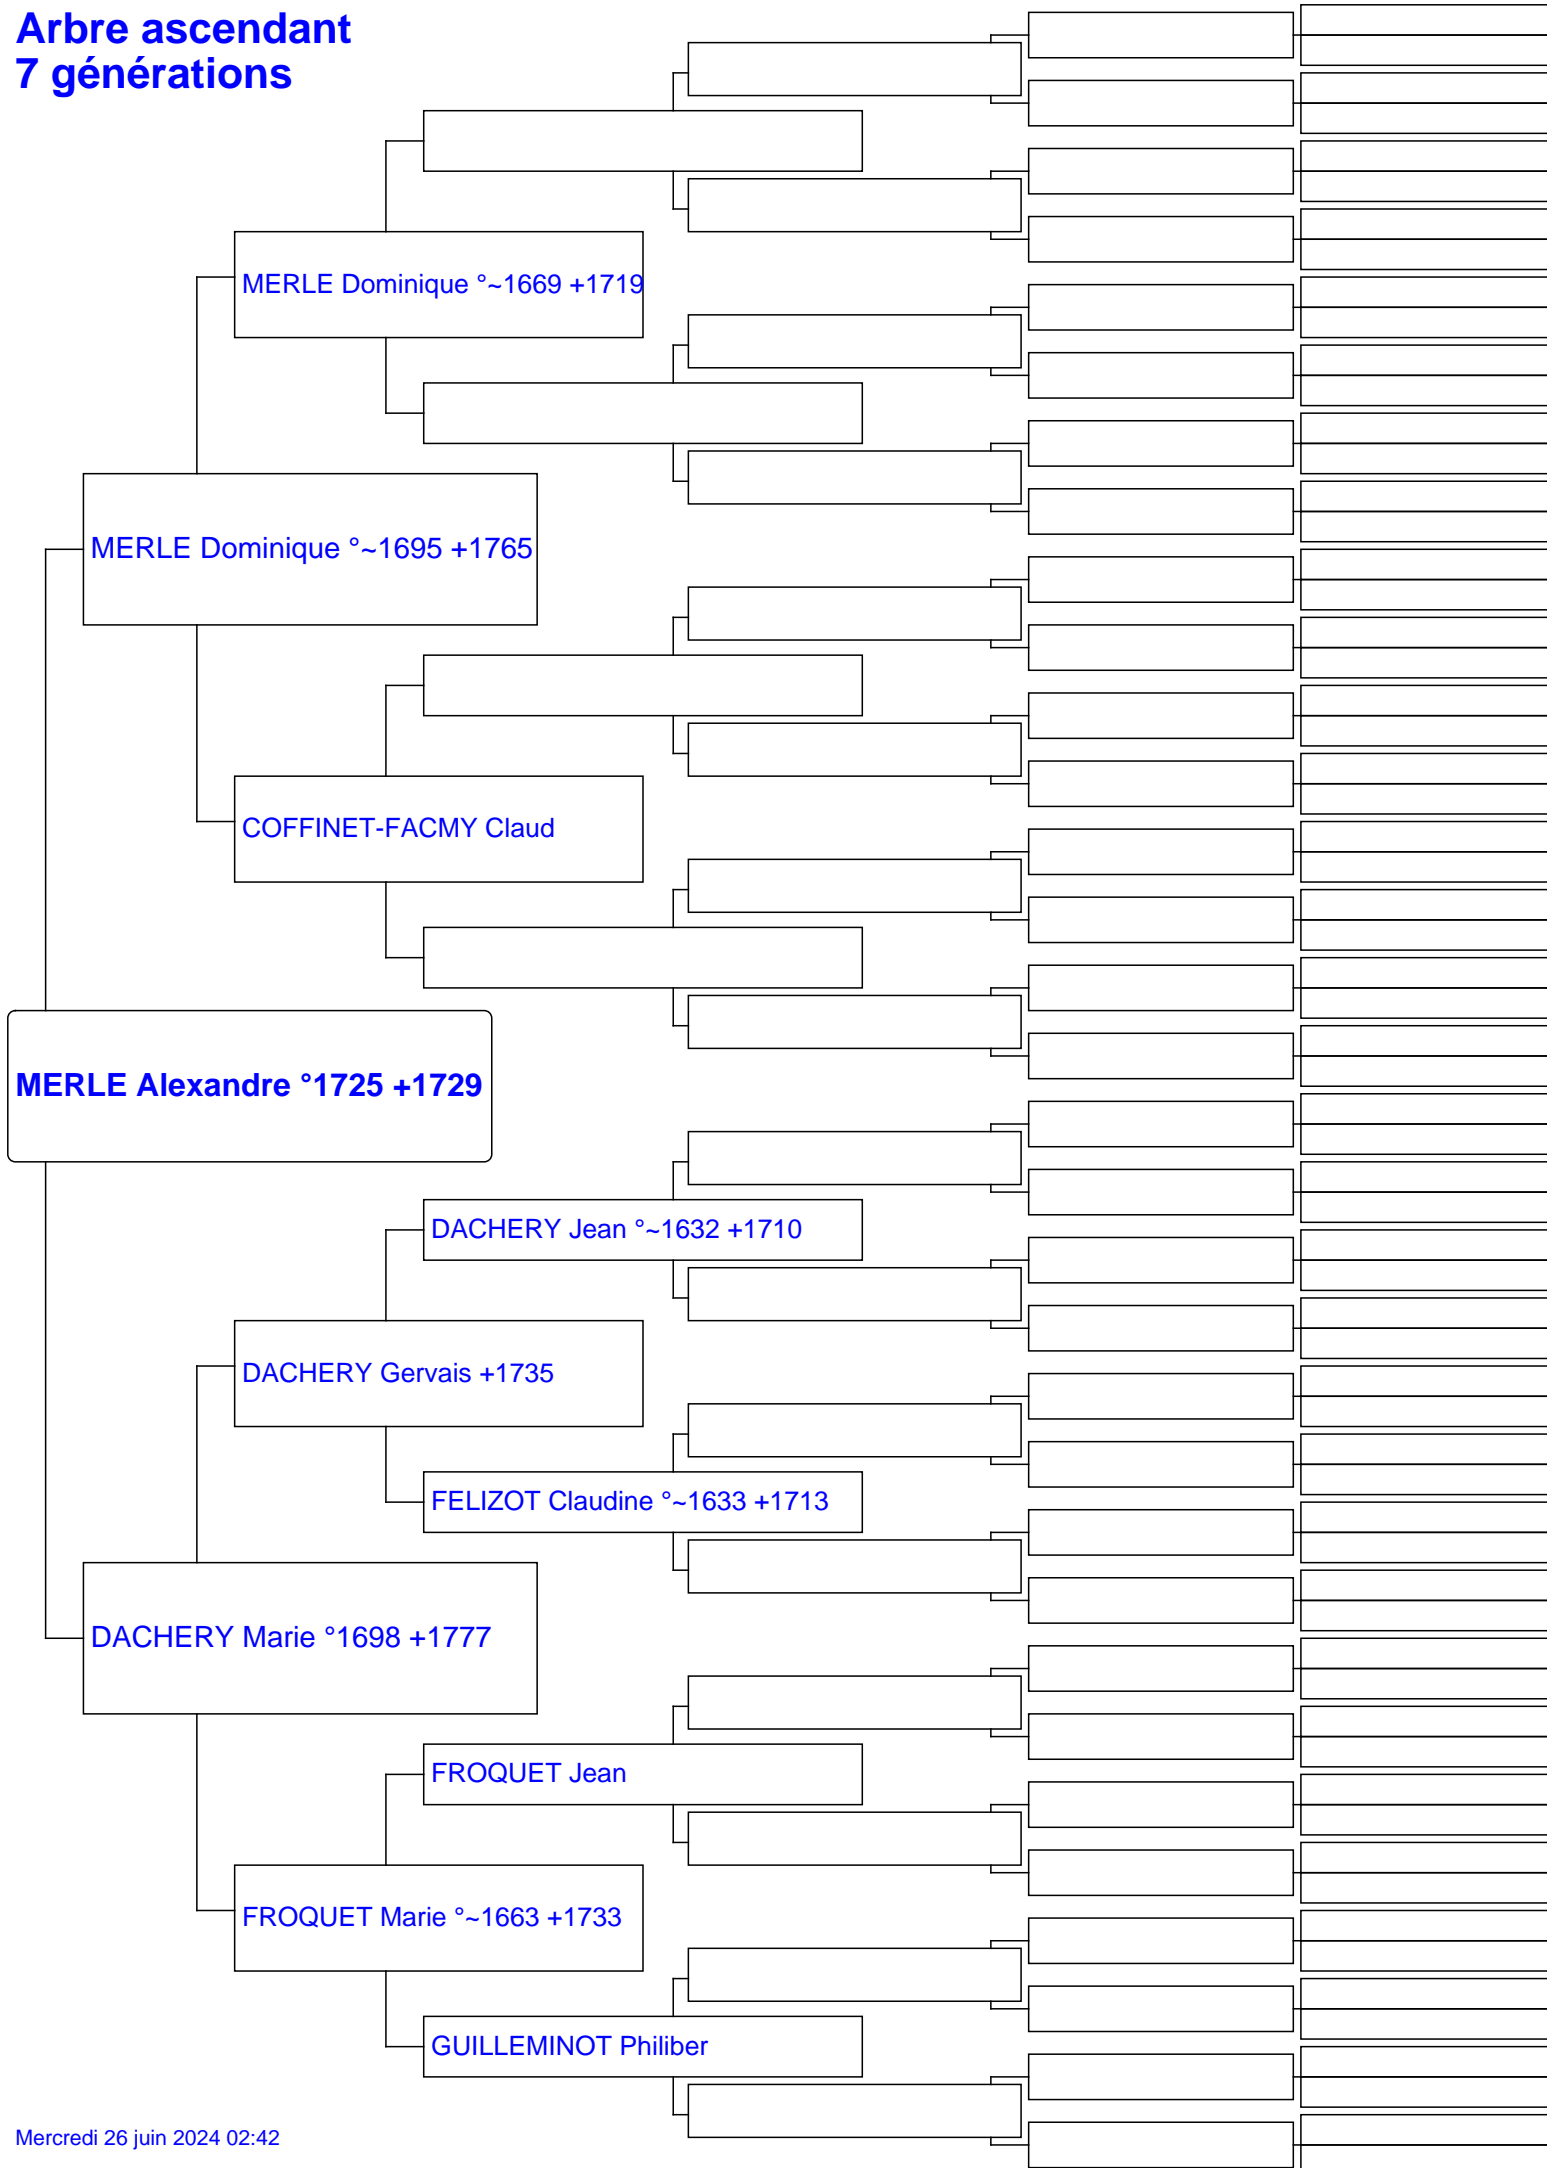 Arbre ascendant
7 générations
MERLE Dominique °~1669 +1719
MERLE Dominique °~1695 +1765
COFFINET-FACMY Claud
MERLE Alexandre °1725 +1729
DACHERY Jean °~1632 +1710
DACHERY Gervais +1735
FELIZOT Claudine °~1633 +1713
DACHERY Marie °1698 +1777
FROQUET Jean
FROQUET Marie °~1663 +1733
GUILLEMINOT Philiber
Mercredi 26 juin 2024 02:42